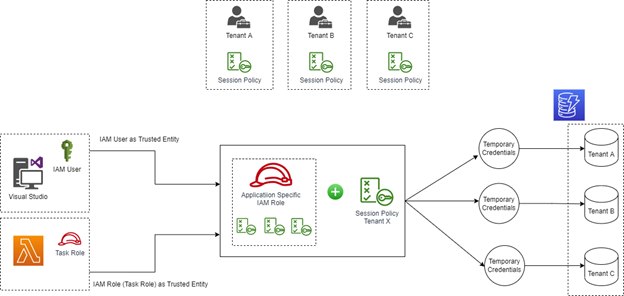 Tenant A
Tenant B
Tenant C
Session Policy
Session Policy
Session Policy
IAM User as Trusted Entity
IAM User
Visual Studio
Task Role
IAM Role (Task Role) as Trusted Entity
Application Specific
IAM Role
Session Policy
Tenant X
Temporary
Credentials
Temporary
Credentials
Temporary
Credentials
Tenant A
Tenant B
Tenant C